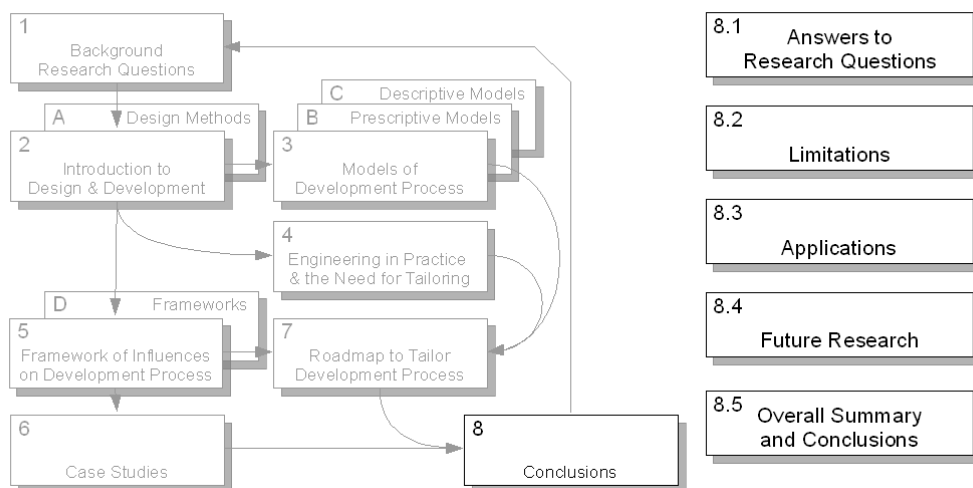 1
Background
Research Questions
A
Design Methods
2
Introduction to
Design & Development
C
Descriptive Models
B
Prescriptive Models
3
Models of
Development Process
4
Engineering in Practice
& the Need for Tailoring
D
Frameworks
5
Framework of Influences
on Development Process
7
Roadmap to Tailor
Development Process
6
Case Studies
8
Conclusions
8.1
Answers to
Research Questions
8.2
Limitations
8.3
Applications
8.4
Future Research
8.5
Overall Summary
and Conclusions